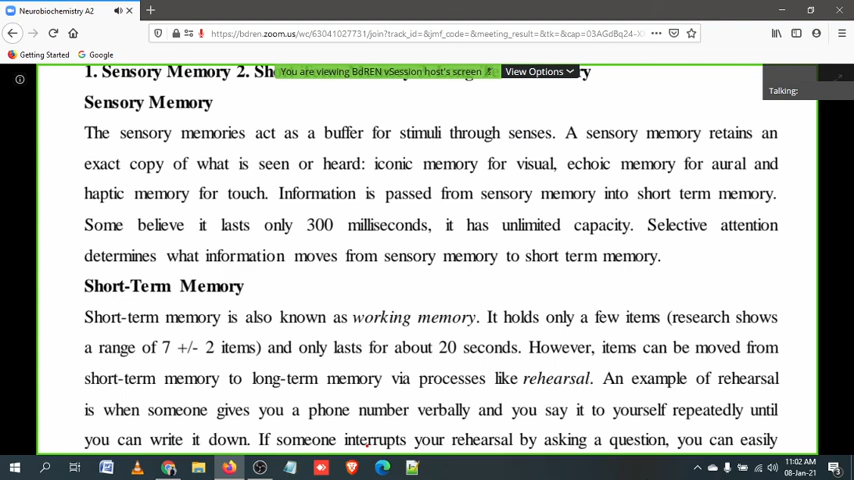 Neurobiochemistry A2
https://bdren.zoom.us/wc/63041027731/join?track_id=&jmf_code=&meeting_result=&tk=&cap=03AGdBq24-X
Getting Started Google
1. Sensory Memory 2. Sh
You are viewing BdREN vSession host's screen View Options
Talking:
Sensory Memory
The sensory memories act as a buffer for stimuli through senses. A sensory memory retains an
exact copy of what is seen or heard: iconic memory for visual, echoic memory for aural and
haptic memory for touch. Information is passed from sensory memory into short term memory.
Some believe it lasts only 300 milliseconds, it has unlimited capacity. Selective attention
determines what information moves from sensory memory to short term memory.
Short-Term Memory
Short-term memory is also known as working memory. It holds only a few items (research shows
a range of 7 +/- 2 items) and only lasts for about 20 seconds. However, items can be moved from
short-term memory to long-term memory via processes like rehearsal. An example of rehearsal
is when someone gives you a phone number verbally and you say it to yourself repeatedly until
you can write it down. If someone interrupts your rehearsal by asking a question, you can easily
11:02 AM
08-Jan-21